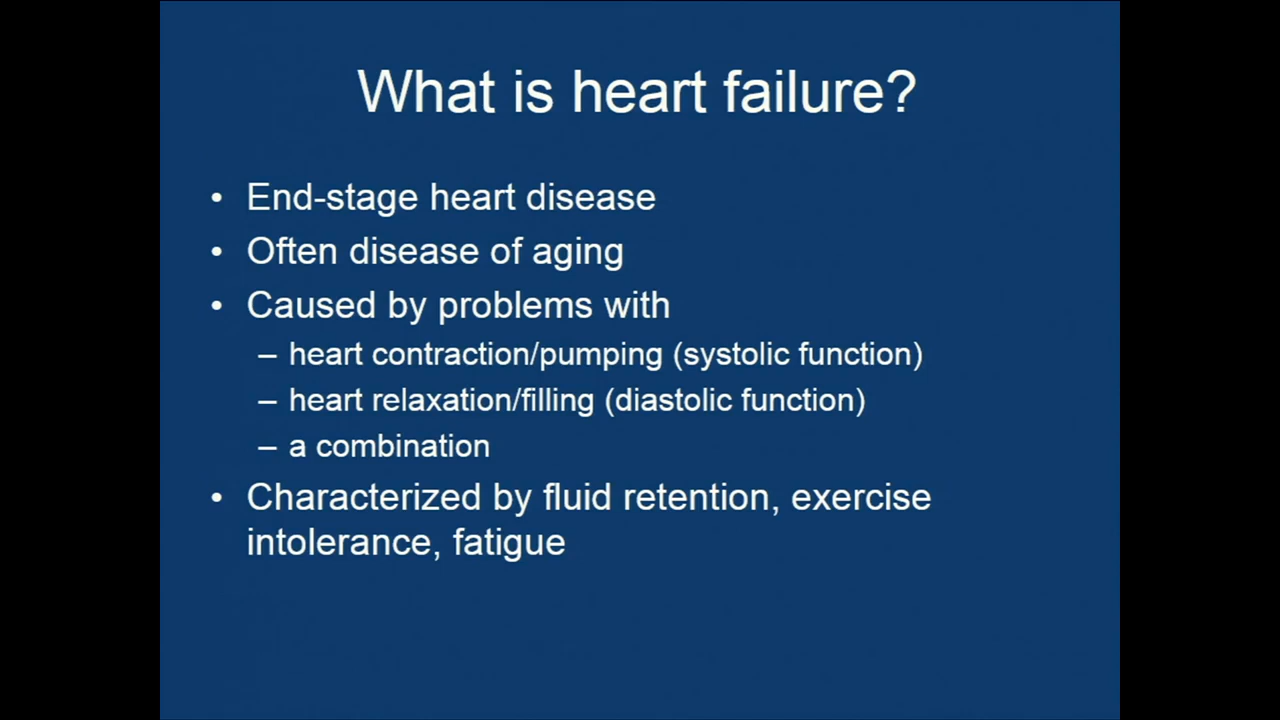 What is heart failure?
• End-stage heart disease
• Often disease of aging
• Caused by problems with
– heart contraction/pumping (systolic function)
– heart relaxation/filling (diastolic function)
– a combination
• Characterized by fluid retention, exercise
intolerance, fatigue